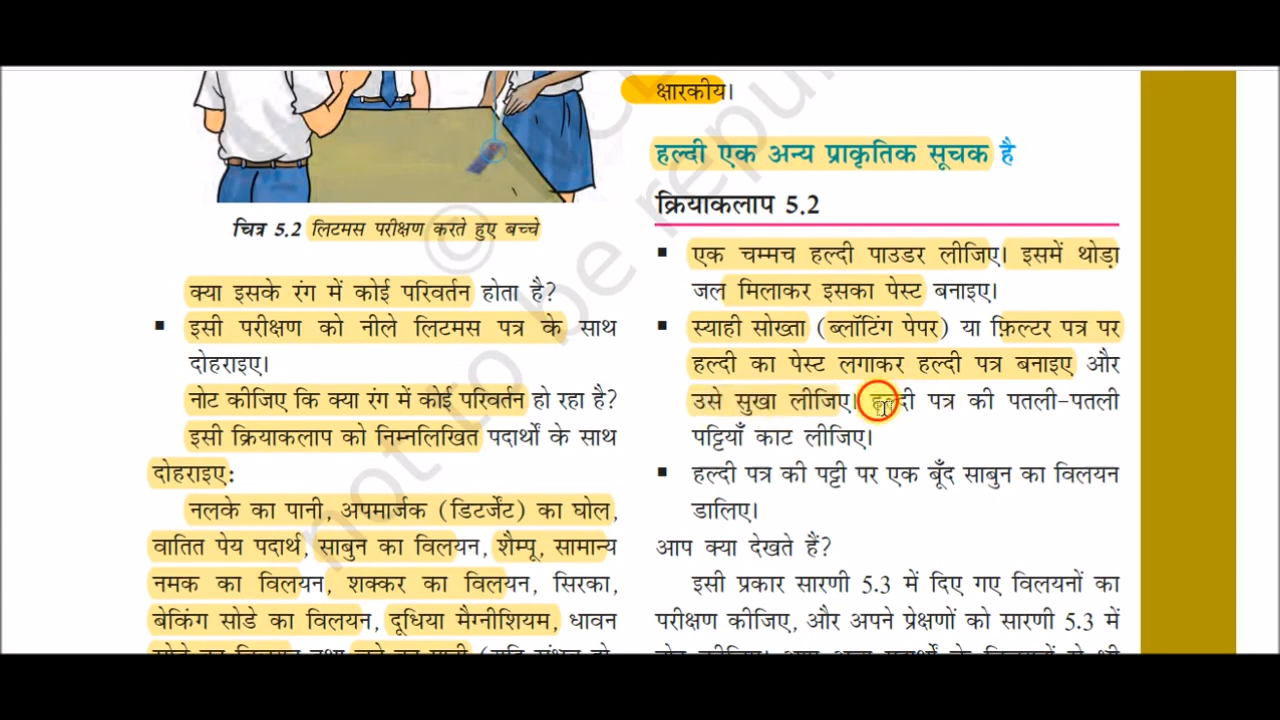 चित्र 5.2 लिटमस परीक्षण करते हुए बच्चे
क्या इसके रंग में कोई परिवर्तन होता है?
▪ इसी परीक्षण को नीले लिटमस पत्र के साथ
दोहराइए।
नोट कीजिए कि क्या रंग में कोई परिवर्तन हो रहा है?
इसी क्रियाकलाप को निम्नलिखित पदार्थों के साथ
दोहराइए:
नलके का पानी, अपमार्जक (डिटर्जेंट) का घोल,
वातित पेय पदार्थ, साबुन का विलयन, शैम्पू, सामान्य
नमक का विलयन, शक्कर का विलयन, सिरका,
बेकिंग सोडे का विलयन, दूधिया मैग्नीशियम, धावन
क्षारकीय।
हल्दी एक अन्य प्राकृतिक सूचक है
क्रियाकलाप 5.2
▪ एक चम्मच हल्दी पाउडर लीजिए। इसमें थोड़ा
जल मिलाकर इसका पेस्ट बनाइए।
▪ स्याही सोख्ता (ब्लॉटिंग पेपर) या फ़िल्टर पत्र पर
हल्दी का पेस्ट लगाकर हल्दी पत्र बनाइए और
उसे सुखा लीजिए। हल्दी पत्र की पतली-पतली
पट्टियाँ काट लीजिए।
▪ हल्दी पत्र की पट्टी पर एक बूँद साबुन का विलयन
डालिए।
आप क्या देखते हैं?
इसी प्रकार सारणी 5.3 में दिए गए विलयनों का
परीक्षण कीजिए, और अपने प्रेक्षणों को सारणी 5.3 में
© not to be republ